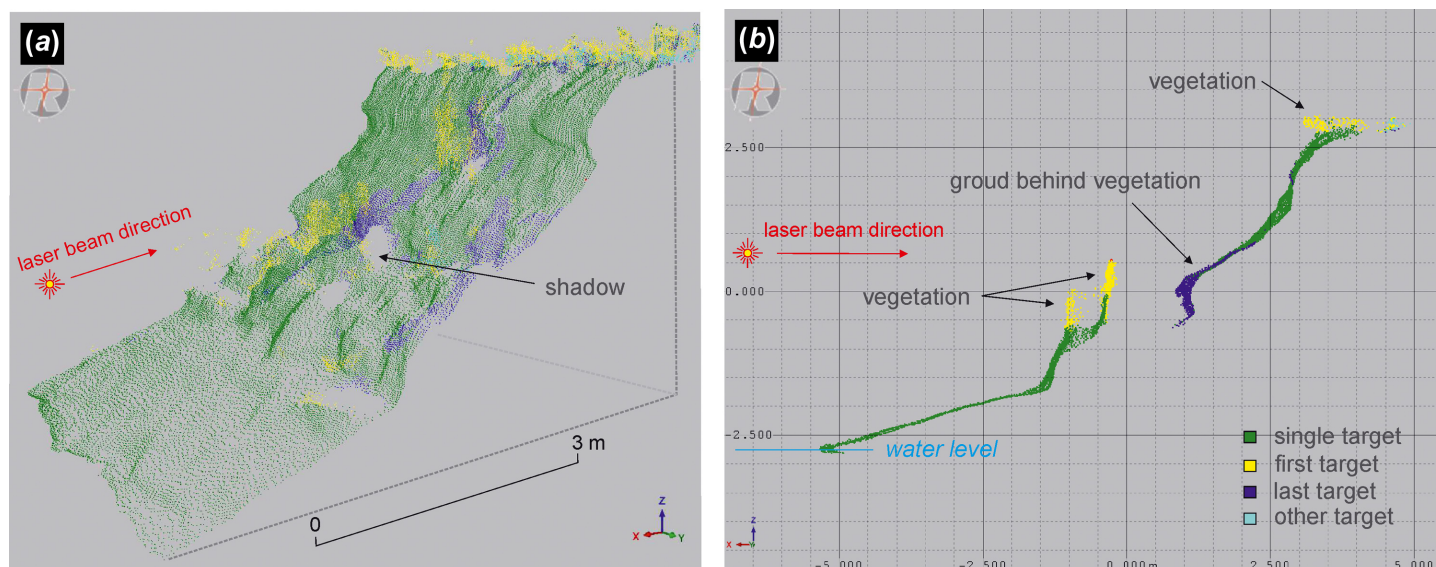 (a)
laser beam direction
shadow
0
3 m
Z
X
Y
(b)
vegetation
2.500
groud behind vegetation
laser beam direction
0.000
vegetation
-2.500
water level
single target
first target
last target
other target
Z
X
Y
-5.000
-2.500
0.000m
2.500
5.000